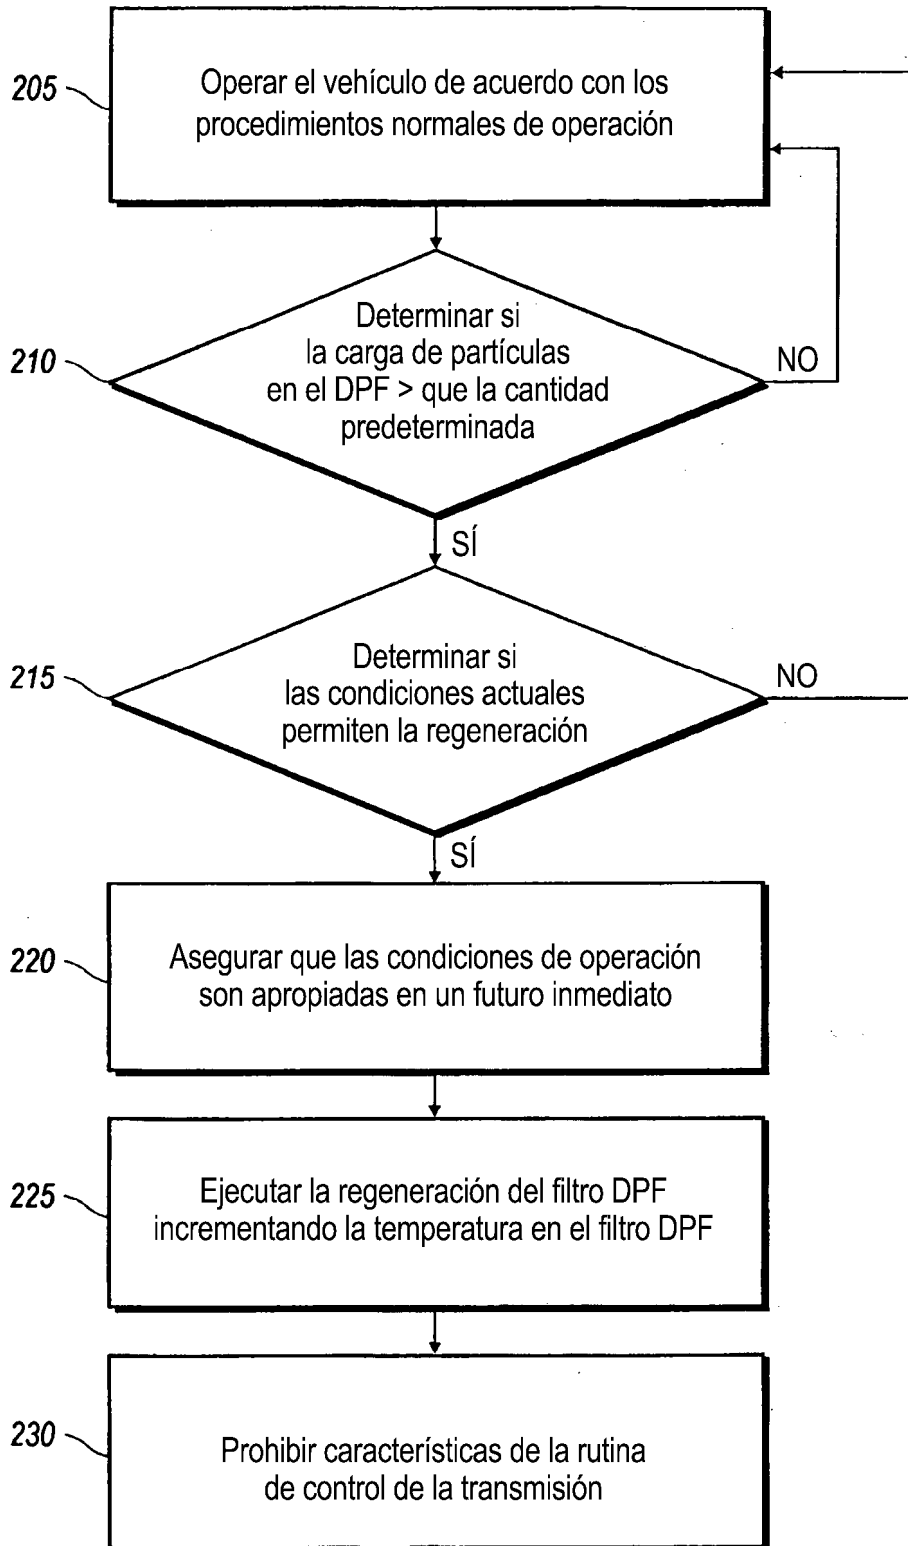 205
Operar el vehículo de acuerdo con los
procedimientos normales de operación
210
Determinar si
la carga de partículas
en el DPF > que la cantidad
predeterminada
NO
SÍ
215
Determinar si
las condiciones actuales
permiten la regeneración
NO
SÍ
220
Asegurar que las condiciones de operación
son apropiadas en un futuro inmediato
225
Ejecutar la regeneración del filtro DPF
incrementando la temperatura en el filtro DPF
230
Prohibir características de la rutina
de control de la transmisión